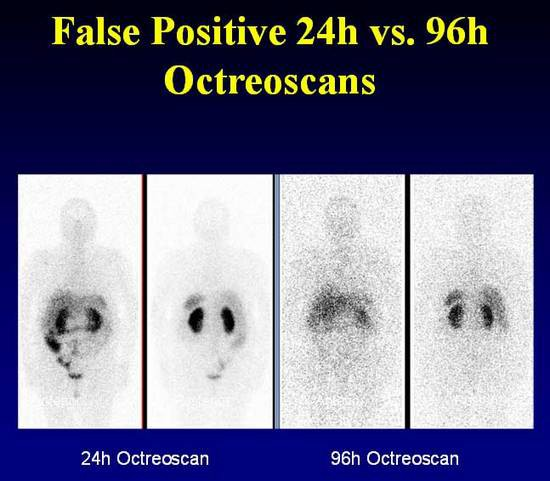 False Positive 24h vs. 96h
Octreoscans
24h Octreoscan
96h Octreoscan